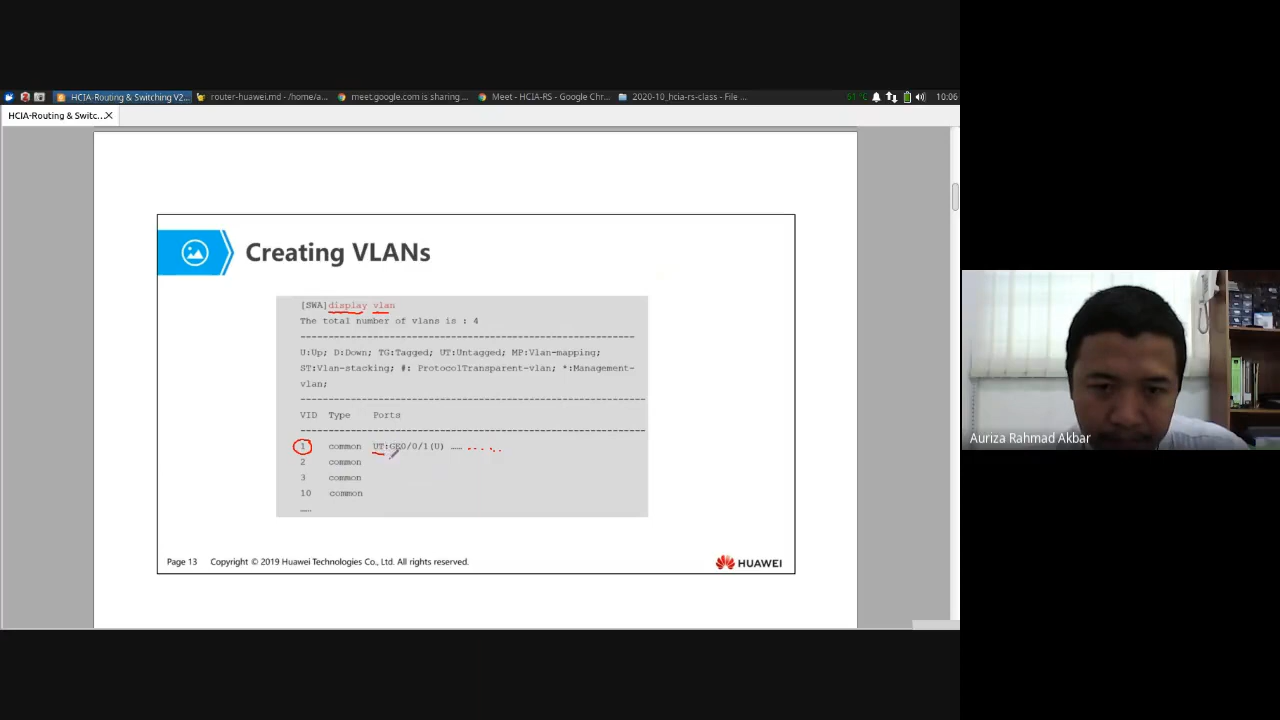 HCIA-Routing & Switching V2...
router-huawei.md - /home/a...
meet.google.com is sharing ...
Meet - HCIA-RS - Google Chr...
2020-10_hcia-rs-class - File ...
61°C
10:06
HCIA-Routing & Switc...
Creating VLANs
[SWA]display vlan
The total number of vlans is : 4
U:Up; D:Down; TG:Tagged; UT:Untagged; MP:Vlan-mapping;
ST:Vlan-stacking; #: ProtocolTransparent-vlan; *:Management-
vlan;
VID Type Ports
1 common UT:GE0/0/1(U) ......
2 common
3 common
10 common
......
Page 13 Copyright © 2019 Huawei Technologies Co., Ltd. All rights reserved.
HUAWEI
Auriza Rahmad Akbar